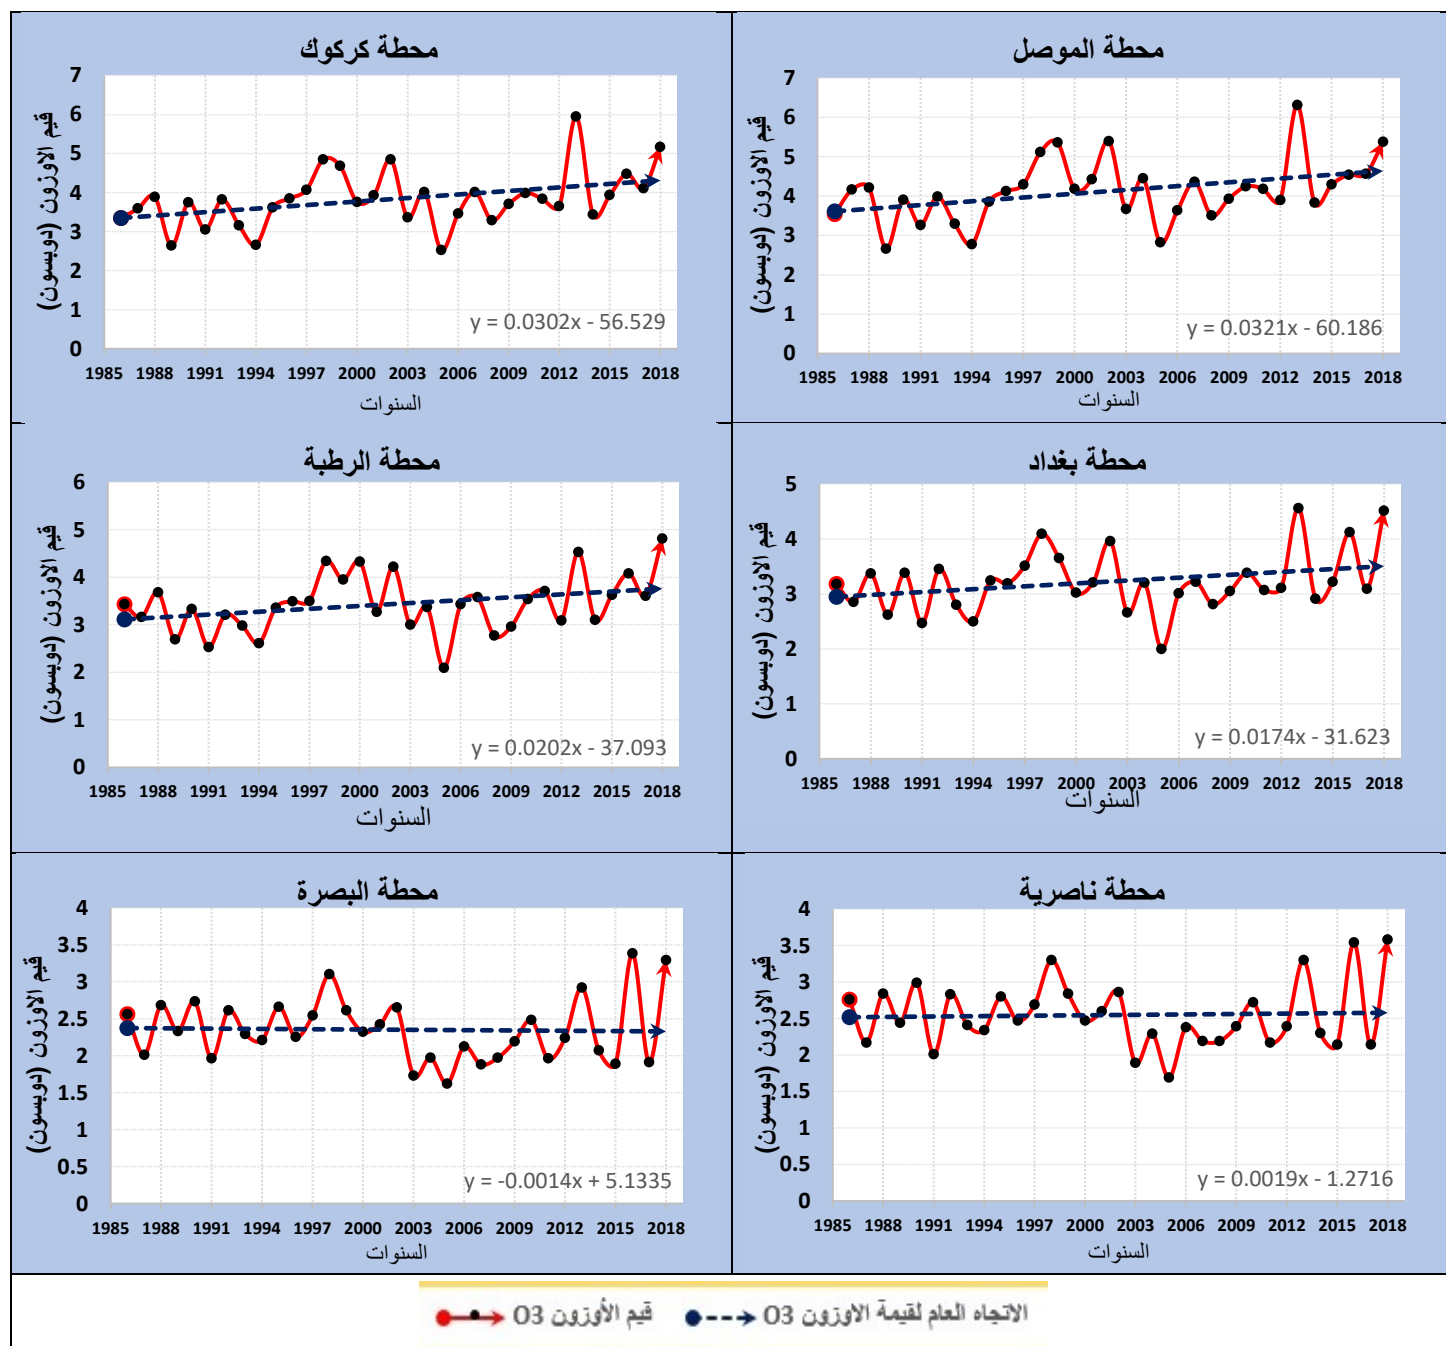 محطة الموصل
قيم الاوزون (دوبسون)
7
6
5
4
3
2
1
0
y = 0.0321x - 60.186
1985 1988 1991 1994 1997 2000 2003 2006 2009 2012 2015 2018
السنوات
محطة كركوك
قيم الاوزون (دوبسون)
7
6
5
4
3
2
1
0
y = 0.0302x - 56.529
1985 1988 1991 1994 1997 2000 2003 2006 2009 2012 2015 2018
السنوات
محطة بغداد
قيم الاوزون (دوبسون)
5
4
3
2
1
0
y = 0.0174x - 31.623
1985 1988 1991 1994 1997 2000 2003 2006 2009 2012 2015 2018
السنوات
محطة الرطبة
قيم الاوزون (دوبسون)
6
5
4
3
2
1
0
y = 0.0202x - 37.093
1985 1988 1991 1994 1997 2000 2003 2006 2009 2012 2015 2018
السنوات
محطة ناصرية
قيم الاوزون (دوبسون)
4
3.5
3
2.5
2
1.5
1
0.5
0
y = 0.0019x - 1.2716
1985 1988 1991 1994 1997 2000 2003 2006 2009 2012 2015 2018
السنوات
محطة البصرة
قيم الاوزون (دوبسون)
4
3.5
3
2.5
2
1.5
1
0.5
0
y = -0.0014x + 5.1335
1985 1988 1991 1994 1997 2000 2003 2006 2009 2012 2015 2018
السنوات
الاتجاه العام لقيمة الاوزون O3 قيم الأوزون O3